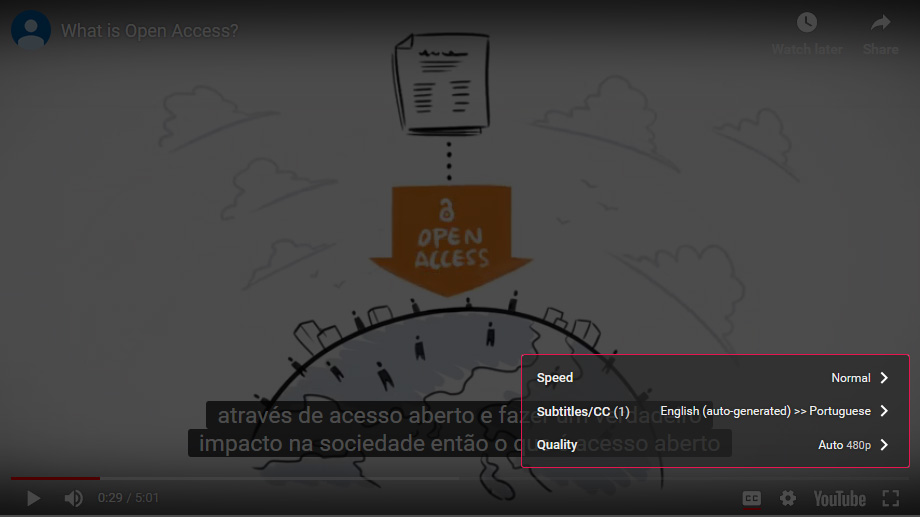 What is Open Access?
Watch later
Share
OPEN
ACCESS
Speed
Normal
Subtitles/CC (1)
English (auto-generated) >> Portuguese
Quality
Auto 480p
através de acesso aberto e fazer um verdadeiro
impacto na sociedade então o que acesso aberto
0:29 / 5:01
CC
YouTube